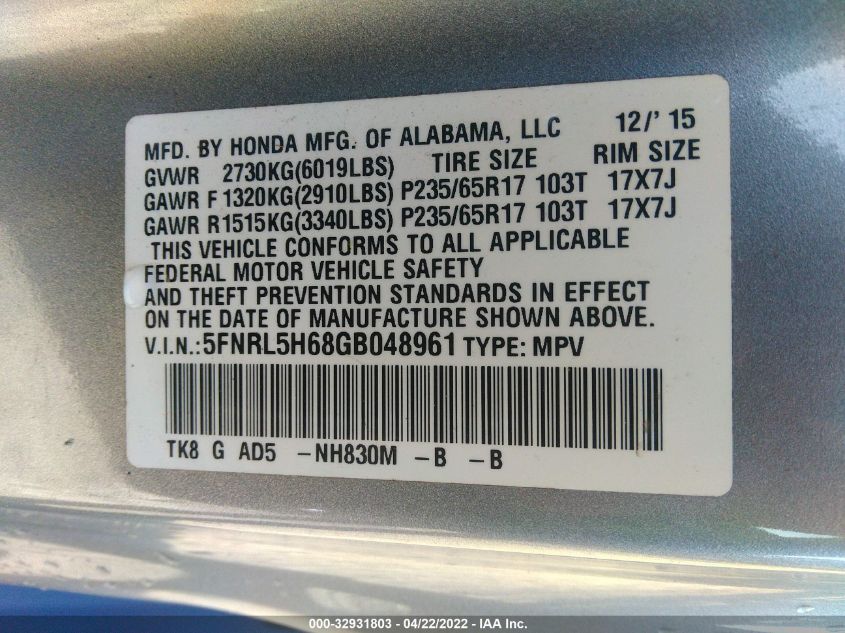 MFD. BY HONDA MFG. OF ALABAMA, LLC 12/' 15
GVWR 2730KG(6019LBS) TIRE SIZE RIM SIZE
GAWR F 1320KG(2910LBS) P235/65R17 103T 17X7J
GAWR R1515KG(3340LBS) P235/65R17 103T 17X7J
THIS VEHICLE CONFORMS TO ALL APPLICABLE
FEDERAL MOTOR VEHICLE SAFETY
AND THEFT PREVENTION STANDARDS IN EFFECT
ON THE DATE OF MANUFACTURE SHOWN ABOVE.
V.I.N.:5FNRL5H68GB048961 TYPE: MPV
TK8 G AD5 -NH830M -B -B
000-32931803 - 04/22/2022 - IAA Inc.